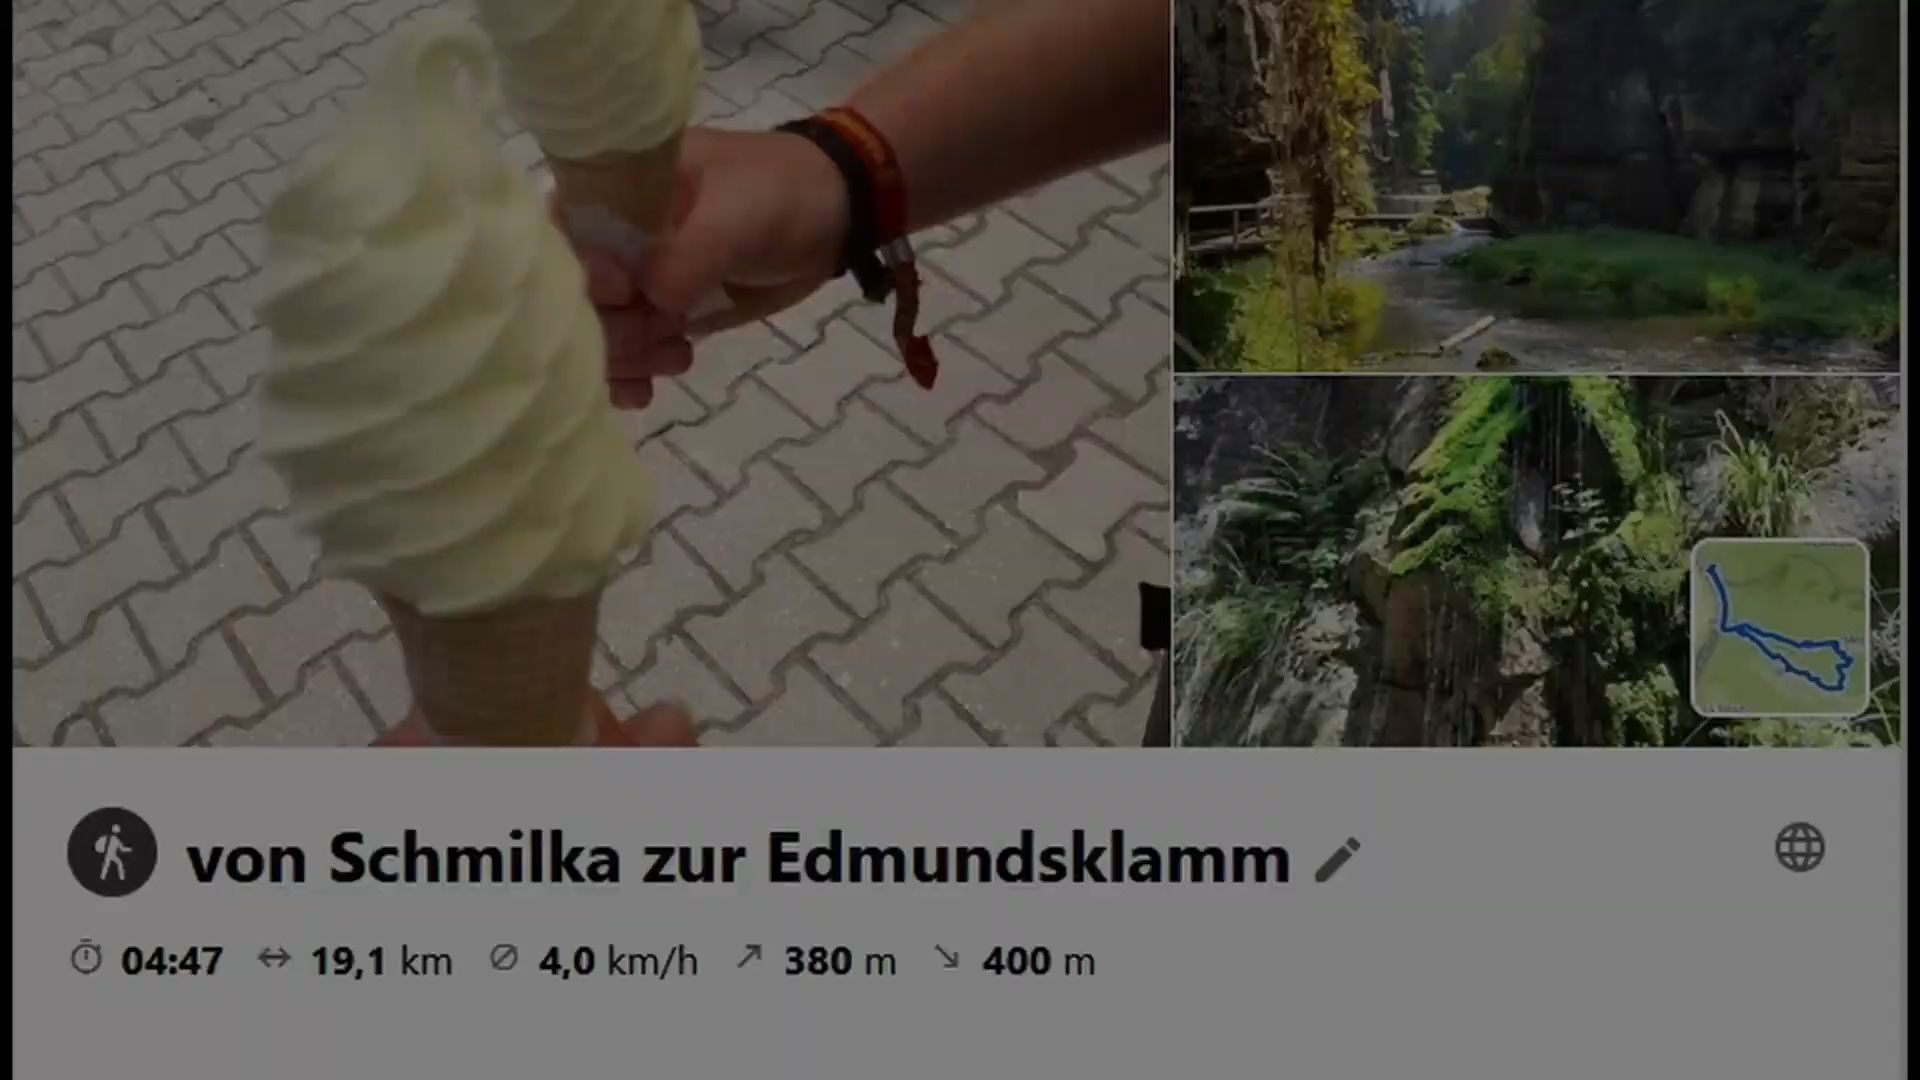 von Schmilka zur Edmundsklamm
04:47 19,1 km 4,0 km/h 380 m 400 m